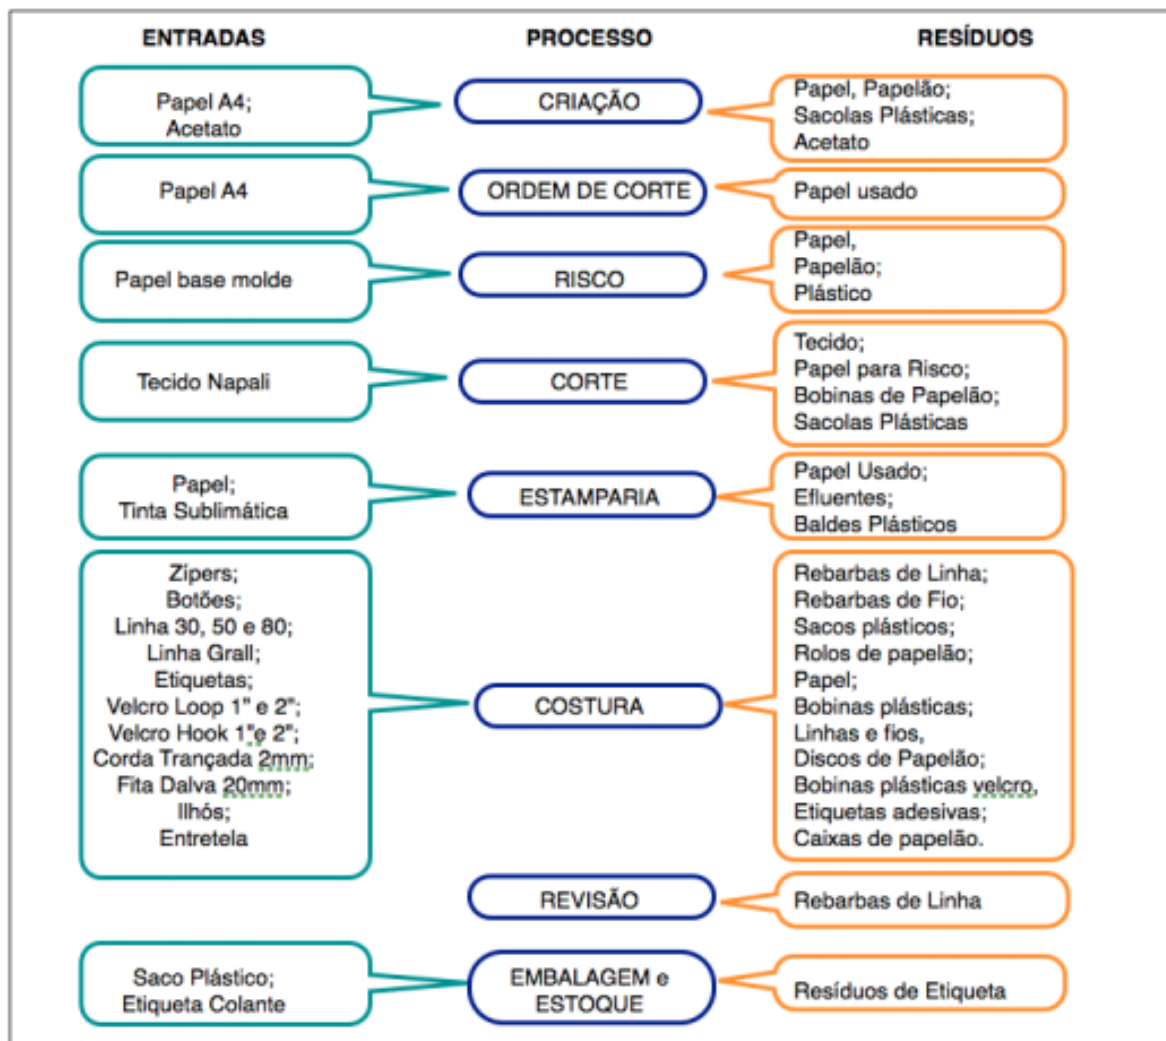 ENTRADAS PROCESSO RESÍDUOS
Papel A4;
Acetato
CRIAÇÃO
Papel, Papelão;
Sacolas Plásticas;
Acetato
Papel A4
ORDEM DE CORTE
Papel usado
Papel base molde
RISCO
Papel,
Papelão;
Plástico
Tecido Napali
CORTE
Tecido;
Papel para Risco;
Bobinas de Papelão;
Sacolas Plásticas
Papel;
Tinta Sublimática
ESTAMPARIA
Papel Usado;
Efluentes;
Baldes Plásticos
Zipers;
Botões;
Linha 30, 50 e 80;
Linha Grall;
Etiquetas;
Velcro Loop 1" e 2";
Velcro Hook 1"e 2";
Corda Trançada 2mm;
Fita Dalva 20mm;
Ilhós;
Entretela
COSTURA
Rebarbas de Linha;
Rebarbas de Fio;
Sacos plásticos;
Rolos de papelão;
Papel;
Bobinas plásticas;
Linhas e fios,
Discos de Papelão;
Bobinas plásticas velcro,
Etiquetas adesivas;
Caixas de papelão.
REVISÃO
Rebarbas de Linha
Saco Plástico;
Etiqueta Colante
EMBALAGEM e
ESTOQUE
Resíduos de Etiqueta